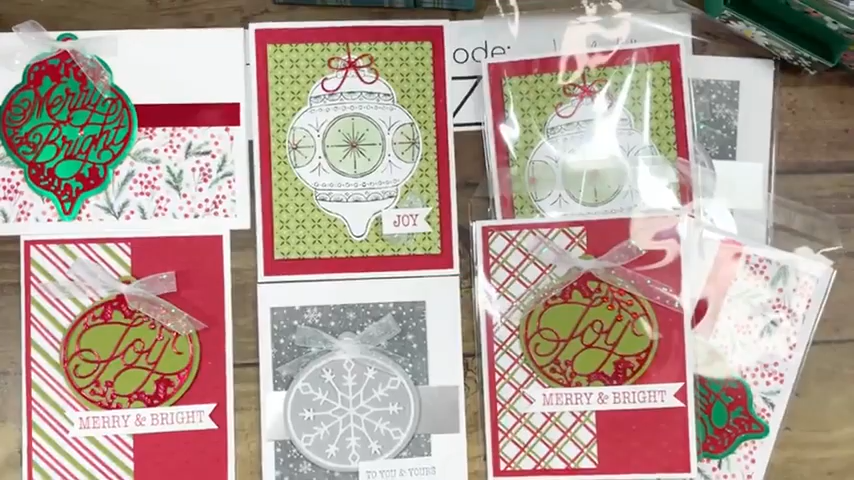 Merry
Bright
ode:
JOY
Joy
MERRY & BRIGHT
TO YOU & YOURS
Joy
MERRY & BRIGHT